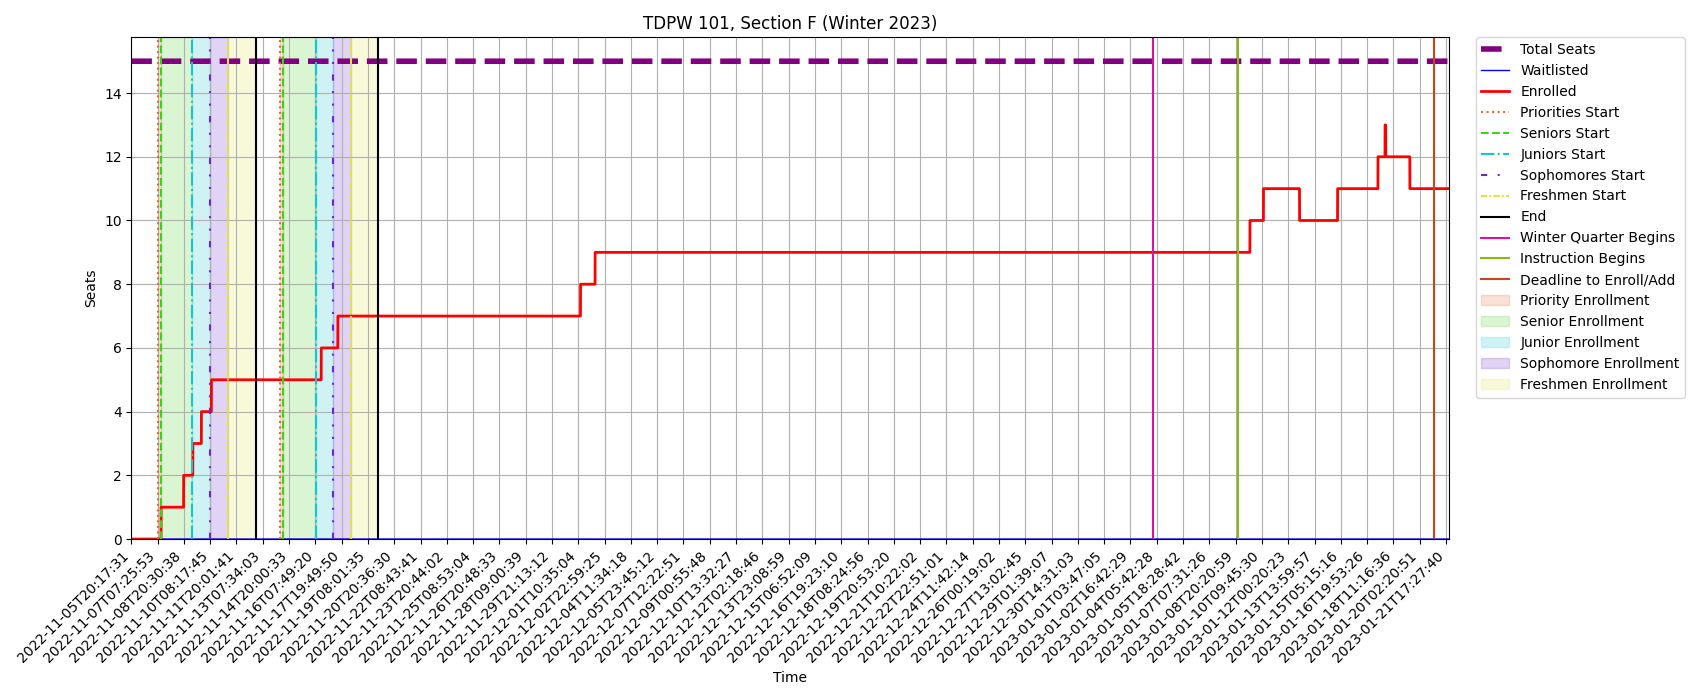 TDPW 101, Section F (Winter 2023)
Total Seats
Waitlisted
Enrolled
Priorities Start
Seniors Start
Juniors Start
Sophomores Start
Freshmen Start
End
Winter Quarter Begins
Instruction Begins
Deadline to Enroll/Add
Priority Enrollment
Senior Enrollment
Junior Enrollment
Sophomore Enrollment
Freshmen Enrollment
Seats
14
12
10
8
6
4
2
0
2022-11-05T20:17:31
2022-11-07T07:25:53
2022-11-08T20:30:38
2022-11-10T08:17:45
2022-11-11T20:01:41
2022-11-13T07:34:03
2022-11-14T20:00:33
2022-11-16T07:49:20
2022-11-17T19:49:50
2022-11-19T08:01:35
2022-11-20T20:36:30
2022-11-22T08:43:41
2022-11-23T20:44:02
2022-11-25T08:53:04
2022-11-26T20:48:33
2022-11-28T09:00:39
2022-11-29T21:13:12
2022-12-01T10:35:04
2022-12-02T22:59:25
2022-12-04T11:34:18
2022-12-05T23:45:12
2022-12-07T12:22:51
2022-12-09T00:55:48
2022-12-10T13:32:27
2022-12-12T02:18:46
2022-12-13T23:08:59
2022-12-15T06:52:09
2022-12-16T19:23:10
2022-12-18T08:24:56
2022-12-19T20:53:20
2022-12-21T10:22:02
2022-12-22T22:51:01
2022-12-24T11:42:14
2022-12-26T00:19:02
2022-12-27T13:02:45
2022-12-29T01:39:07
2022-12-30T14:31:03
2023-01-01T03:47:05
2023-01-02T16:42:29
2023-01-04T05:42:28
2023-01-05T18:28:42
2023-01-07T07:31:26
2023-01-08T20:20:59
2023-01-10T09:45:30
2023-01-12T00:20:23
2023-01-13T13:59:57
2023-01-15T05:15:16
2023-01-16T19:53:26
2023-01-18T11:16:36
2023-01-20T02:20:51
2023-01-21T17:27:40
Time